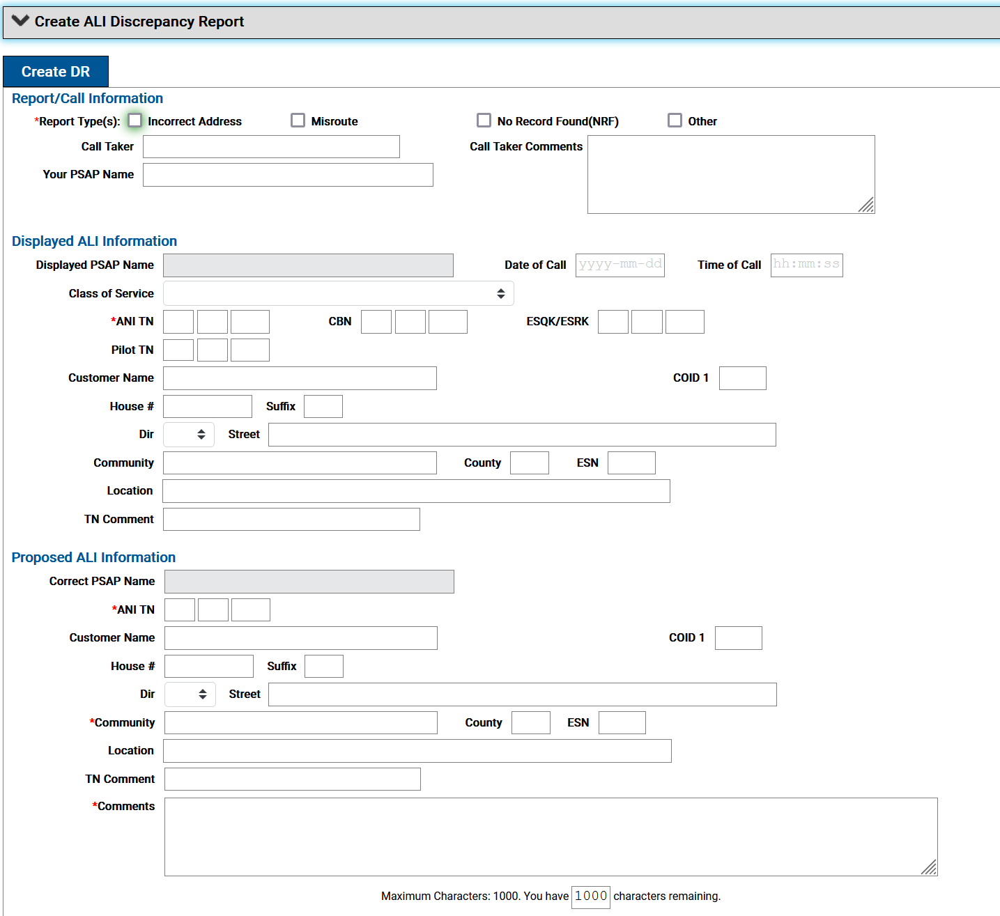 Create ALI Discrepancy Report
Create DR
Report/Call Information
*Report Type(s): Incorrect Address Misroute No Record Found(NRF) Other
Call Taker Call Taker Comments
Your PSAP Name
Displayed ALI Information
Displayed PSAP Name Date of Call yyyy-mm-dd Time of Call hh:mm:ss
Class of Service
*ANI TN CBN ESQK/ESRK
Pilot TN
Customer Name COID 1
House # Suffix
Dir Street
Community County ESN
Location
TN Comment
Proposed ALI Information
Correct PSAP Name
*ANI TN
Customer Name COID 1
House # Suffix
Dir Street
*Community County ESN
Location
TN Comment
*Comments
Maximum Characters: 1000. You have 1000 characters remaining.